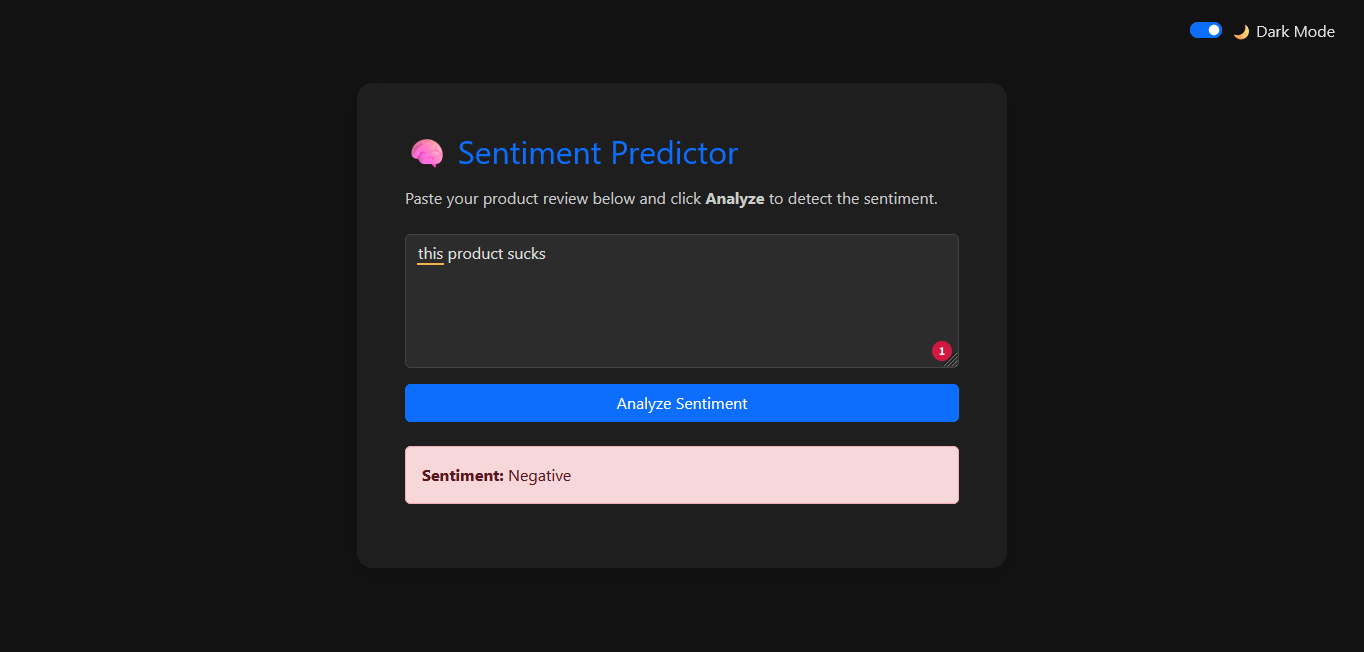 🌙 Dark Mode
🧠 Sentiment Predictor
Paste your product review below and click Analyze to detect the sentiment.
this product sucks
1
Analyze Sentiment
Sentiment: Negative